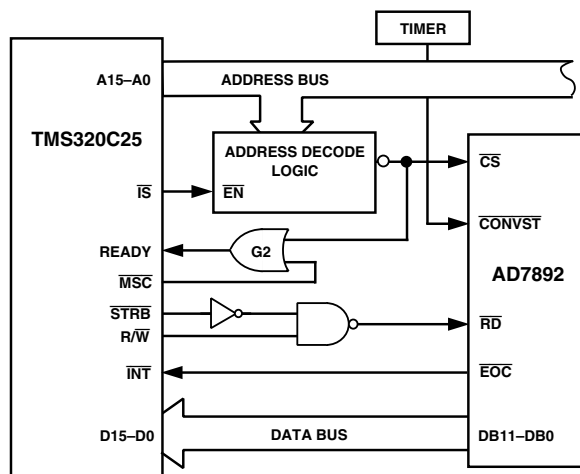 TIMER
A15–A0
ADDRESS BUS
TMS320C25
ADDRESS DECODE
LOGIC
CS
IS
EN
CONVST
READY
G2
AD7892
MSC
STRB
R/W
RD
INT
EOC
D15–D0
DATA BUS
DB11–DB0